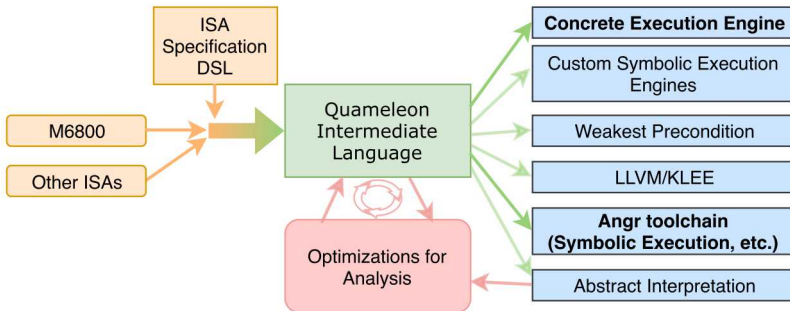 ISA
Specification
DSL
M6800
Other ISAs
Quameleon
Intermediate
Language
Optimizations for
Analysis
Concrete Execution Engine
Custom Symbolic Execution
Engines
Weakest Precondition
LLVM/KLEE
Angr toolchain
(Symbolic Execution, etc.)
Abstract Interpretation